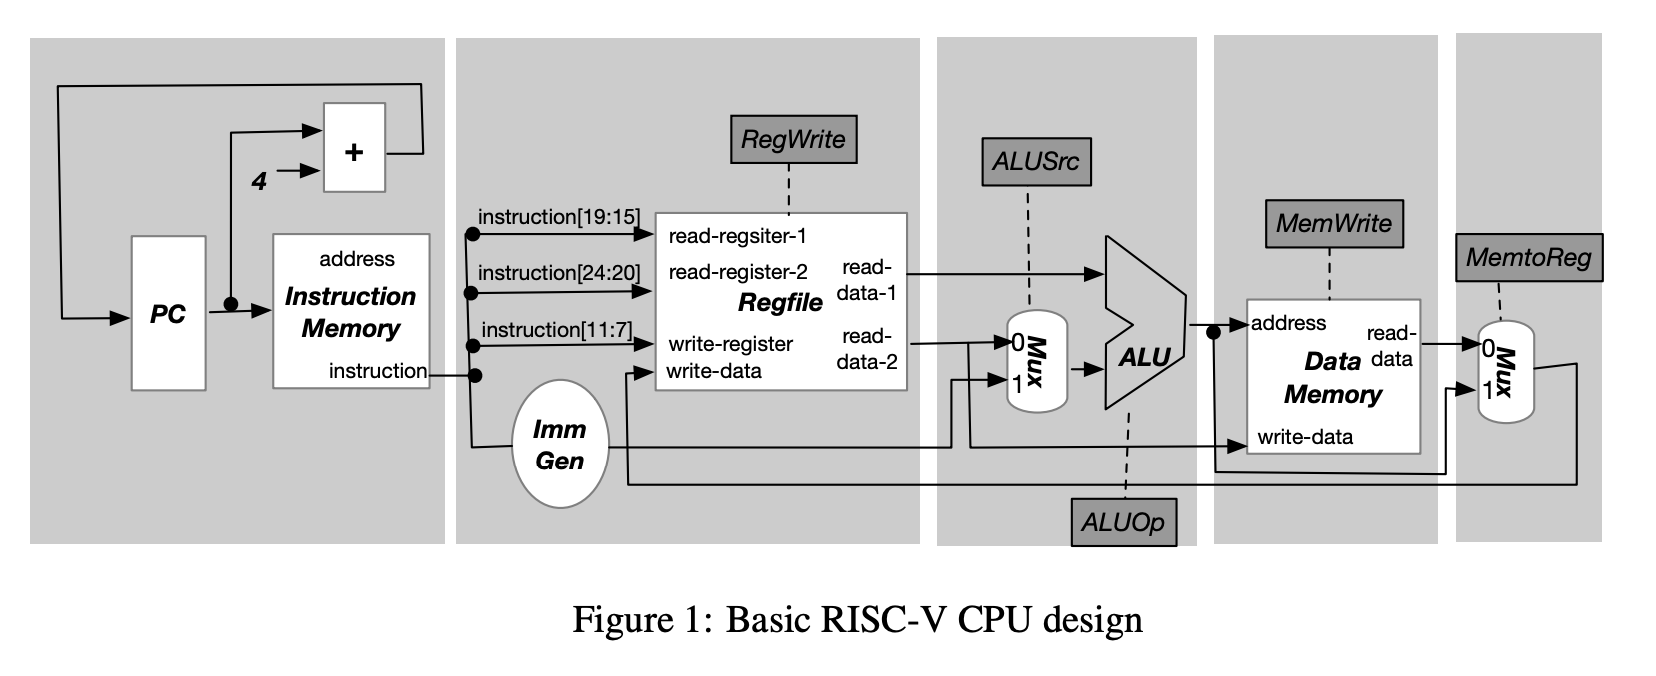 +
4
PC
address
Instruction
Memory
instruction
instruction[19:15]
instruction[24:20]
instruction[11:7]
Imm
Gen
RegWrite
read-regsiter-1
read-register-2
Regfile
write-register
write-data
read-
data-1
read-
data-2
ALUSrc
0
1
Mux
ALU
ALUOp
MemWrite
address
read-
data
Data
Memory
write-data
MemtoReg
0
1
Mux
Figure 1: Basic RISC-V CPU design